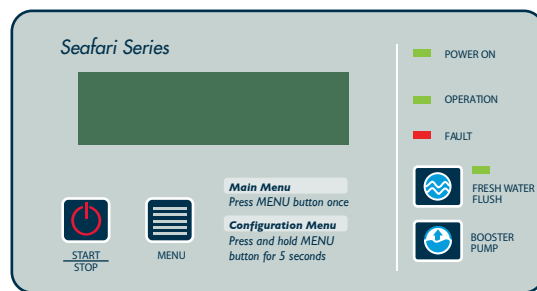 Seafari Series
POWER ON
OPERATION
FAULT
Main Menu
Press MENU button once
FRESH WATER
FLUSH
Configuration Menu
Press and hold MENU
button for 5 seconds
START
STOP
MENU
BOOSTER
PUMP